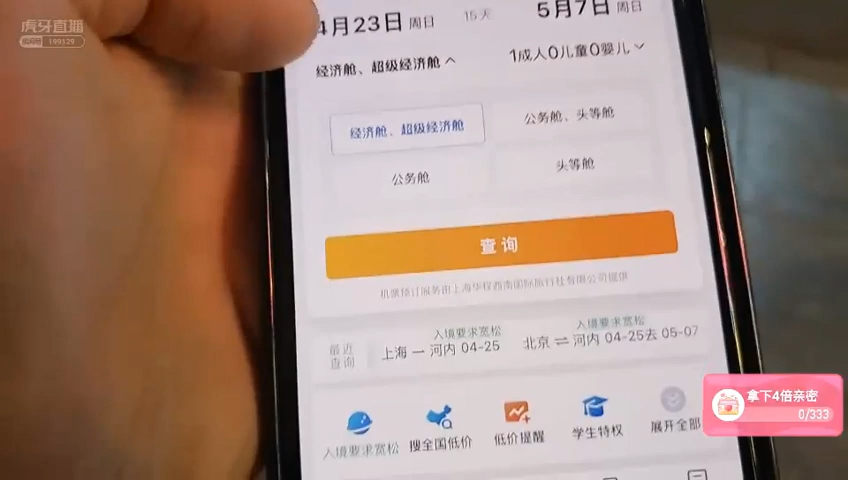 虎牙直播
199129
4月23日 周日 15天 5月7日 周日
经济舱、超级经济舱 1成人0儿童0婴儿
经济舱、超级经济舱 公务舱、头等舱
公务舱 头等舱
查询
机票预订服务由上海华程西南国际旅行社有限公司提供
最近查询
入境要求宽松 入境要求宽松
上海 — 河内 04-25 北京 ⇌ 河内 04-25去 05-07
拿下4倍亲密
0/333
入境要求宽松 搜全国低价 低价提醒 学生特权 展开全部